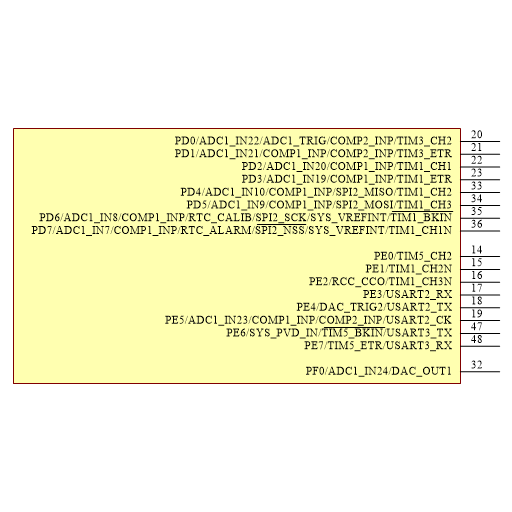 PD0/ADC1_IN22/ADC1_TRIG/COMP2_INP/TIM3_CH2 20
PD1/ADC1_IN21/COMP1_INP/COMP2_INP/TIM3_ETR 21
PD2/ADC1_IN20/COMP1_INP/TIM1_CH1 22
PD3/ADC1_IN19/COMP1_INP/TIM1_ETR 23
PD4/ADC1_IN10/COMP1_INP/SPI2_MISO/TIM1_CH2 33
PD5/ADC1_IN9/COMP1_INP/SPI2_MOSI/TIM1_CH3 34
PD6/ADC1_IN8/COMP1_INP/RTC_CALIB/SPI2_SCK/SYS_VREFINT/TIM1_BKIN 35
PD7/ADC1_IN7/COMP1_INP/RTC_ALARM/SPI2_NSS/SYS_VREFINT/TIM1_CH1N 36
PE0/TIM5_CH2 14
PE1/TIM1_CH2N 15
PE2/RCC_CCO/TIM1_CH3N 16
PE3/USART2_RX 17
PE4/DAC_TRIG2/USART2_TX 18
PE5/ADC1_IN23/COMP1_INP/COMP2_INP/USART2_CK 19
PE6/SYS_PVD_IN/TIM5_BKIN/USART3_TX 47
PE7/TIM5_ETR/USART3_RX 48
PF0/ADC1_IN24/DAC_OUT1 32